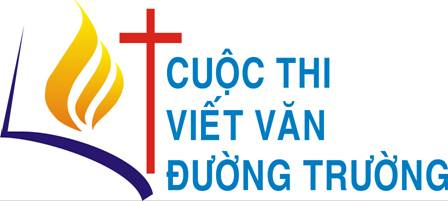 CUỘC THI
VIẾT VĂN
ĐƯỜNG TRƯỜNG